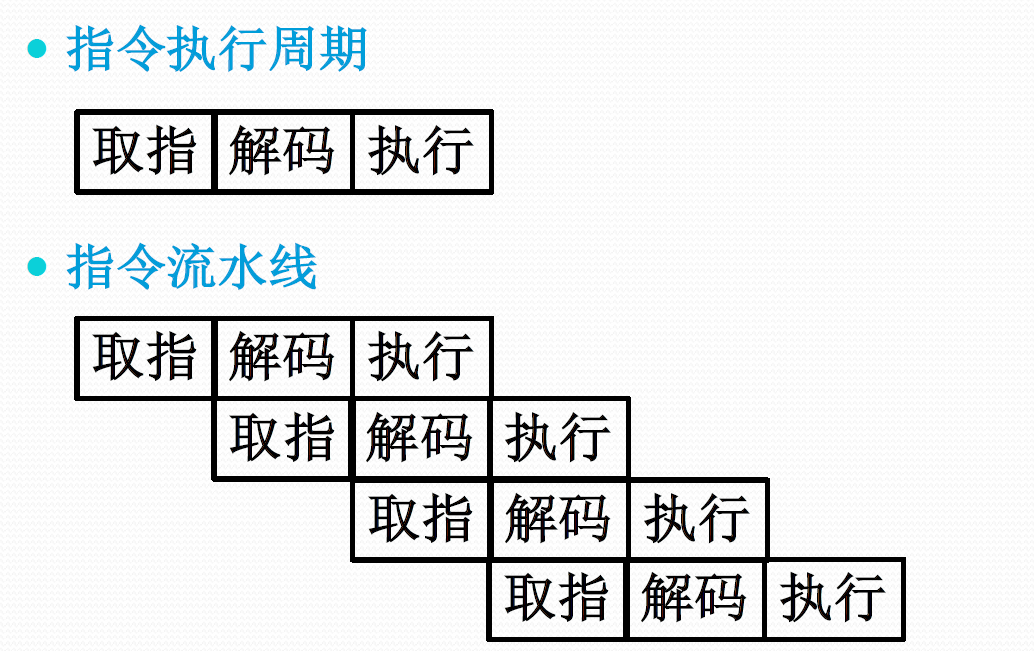 指令执行周期
取指 解码 执行
指令流水线
取指 解码 执行
取指 解码 执行
取指 解码 执行
取指 解码 执行